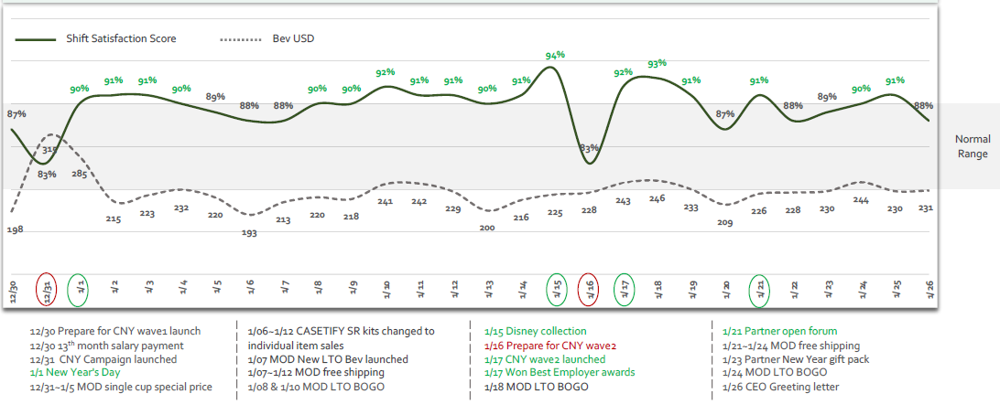 Shift Satisfaction Score
Bev USD
87% 83% 90% 91% 91% 90% 89% 88% 88% 90% 90% 92% 91% 91% 90% 91% 94% 83% 92% 93% 91% 87% 91% 88% 89% 90% 91% 88%
Normal
Range
198 319 285 215 223 232 220 193 213 220 218 241 242 229 200 216 225 228 243 246 233 209 226 228 230 244 230 231
12/30 12/31 1/1 1/2 1/3 1/4 1/5 1/6 1/7 1/8 1/9 1/10 1/11 1/12 1/13 1/14 1/15 1/16 1/17 1/18 1/19 1/20 1/21 1/22 1/23 1/24 1/25 1/26
12/30 Prepare for CNY wave1 launch
12/30 13th month salary payment
12/31 CNY Campaign launched
1/1 New Year's Day
12/31~1/5 MOD single cup special price
1/06~1/12 CASETIFY SR kits changed to
individual item sales
1/07 MOD New LTO Bev launched
1/07~1/12 MOD free shipping
1/08 & 1/10 MOD LTO BOGO
1/15 Disney collection
1/16 Prepare for CNY wave2
1/17 CNY wave2 launched
1/17 Won Best Employer awards
1/18 MOD LTO BOGO
1/21 Partner open forum
1/21~1/24 MOD free shipping
1/23 Partner New Year gift pack
1/24 MOD LTO BOGO
1/26 CEO Greeting letter